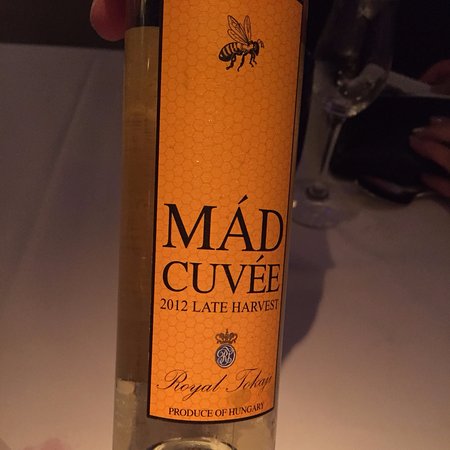 MÁD
CUVÉE
2012 LATE HARVEST
Royal Tokaji
PRODUCE OF HUNGARY